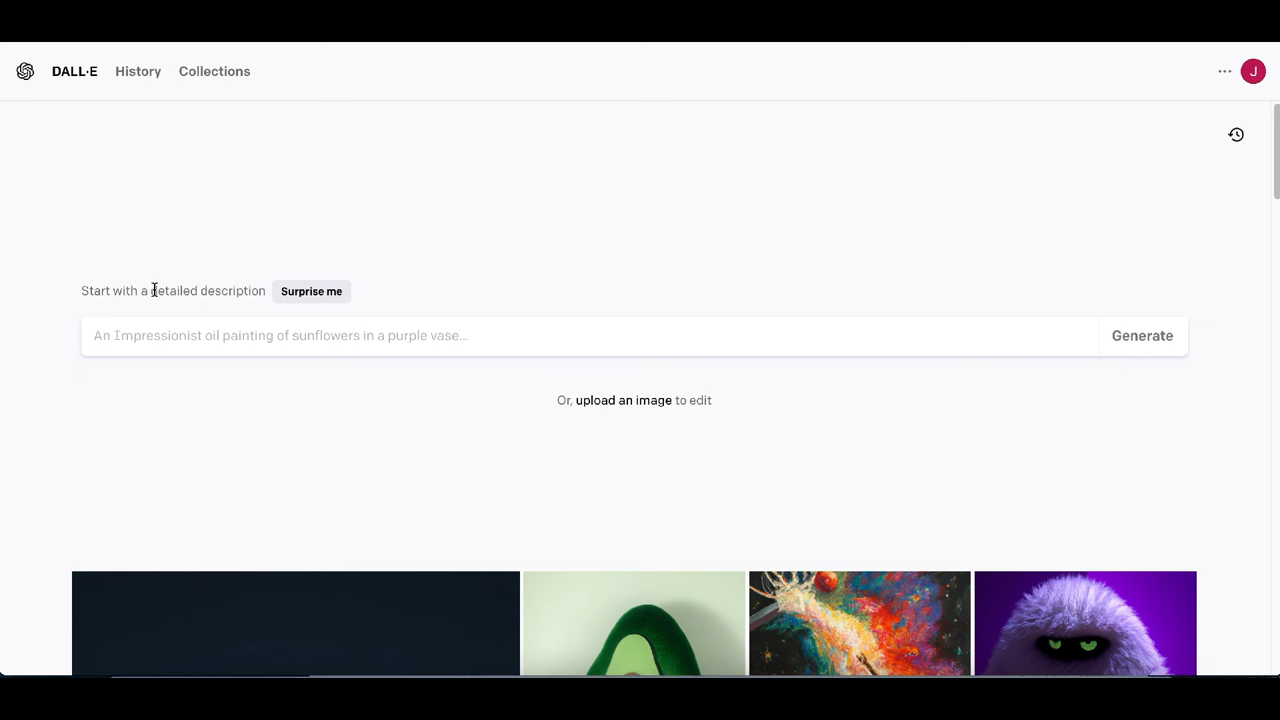 DALL·E History Collections J
Start with a detailed description Surprise me
An Impressionist oil painting of sunflowers in a purple vase... Generate
Or, upload an image to edit